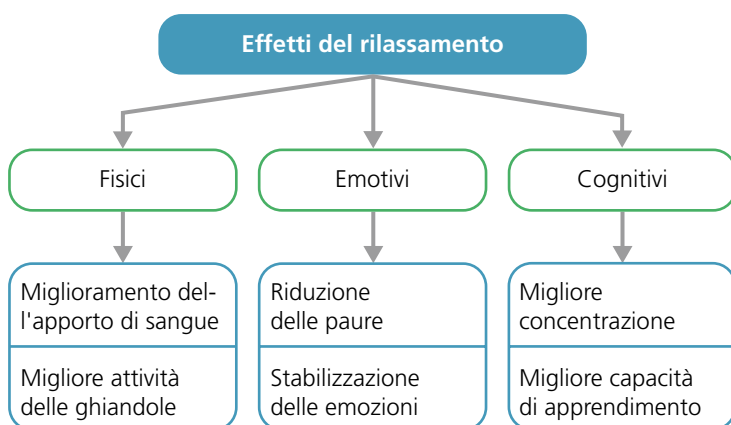 Effetti del rilassamento
Fisici
Emotivi
Cognitivi
Miglioramento del-
l'apporto di sangue
Migliore attività
delle ghiandole
Riduzione
delle paure
Stabilizzazione
delle emozioni
Migliore
concentrazione
Migliore capacità
di apprendimento